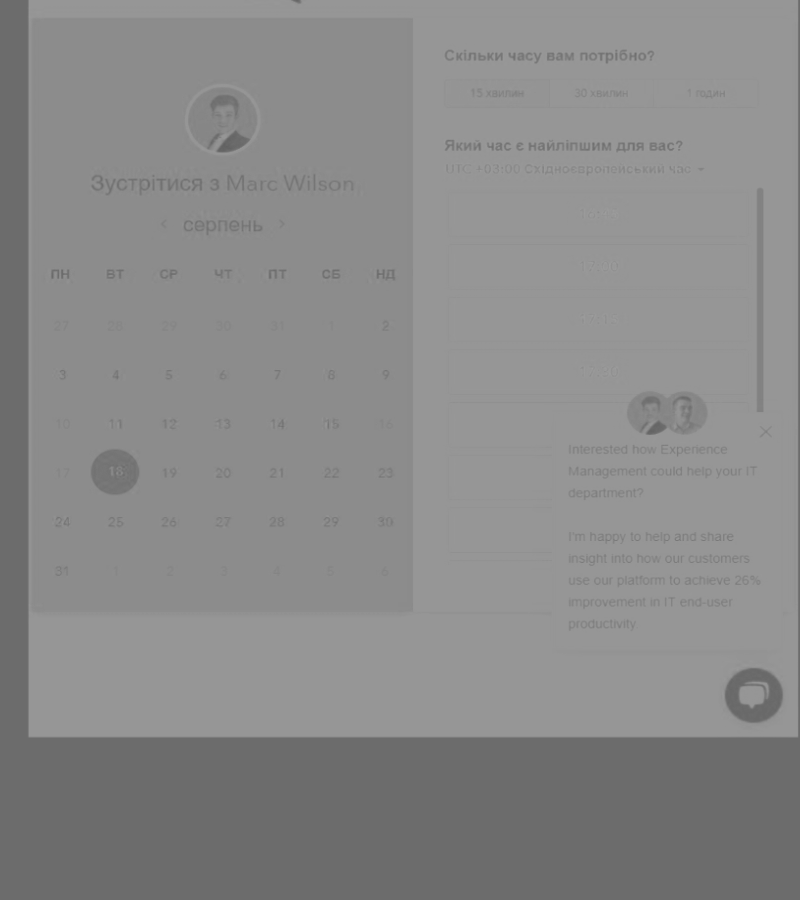 Зустрітися з Marc Wilson
‹ серпень ›
ПН ВТ СР ЧТ ПТ СБ НД
27 28 29 30 31 1 2
3 4 5 6 7 8 9
10 11 12 13 14 15 16
17 18 19 20 21 22 23
24 25 26 27 28 29 30
31 1 2 3 4 5 6
Скільки часу вам потрібно?
15 хвилин 30 хвилин 1 годин
Який час є найліпшим для вас?
UTC +03:00 Східноєвропейський час
Interested how Experience
Management could help your IT
department?
I'm happy to help and share
insight into how our customers
use our platform to achieve 26%
improvement in IT end-user
productivity